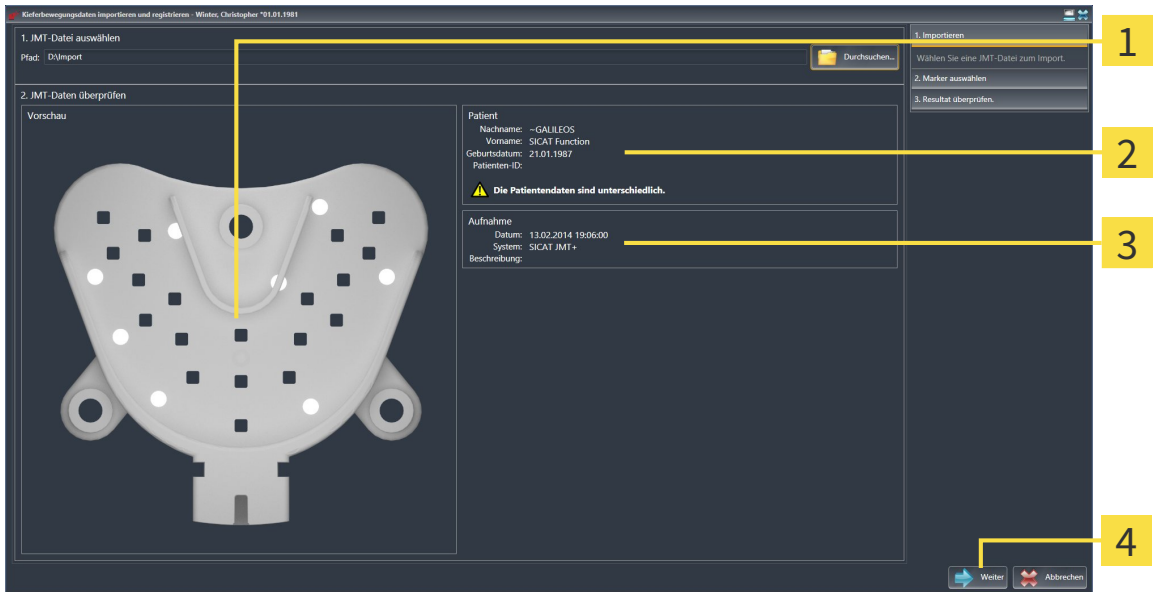 Kieferbewegungsdaten importieren und registrieren - Winter, Christopher *01.01.1981
1. JMT-Datei auswählen
Pfad: D:\Import
Durchsuchen...
2. JMT-Daten überprüfen
Vorschau
Patient
Nachname: ~GALILEOS
Vorname: SICAT Function
Geburtsdatum: 21.01.1987
Patienten-ID:
Die Patientendaten sind unterschiedlich.
Aufnahme
Datum: 13.02.2014 19:06:00
System: SICAT JMT+
Beschreibung:
1. Importieren
Wählen Sie eine JMT-Datei zum Import.
2. Marker auswählen
3. Resultat überprüfen.
Weiter
Abbrechen
1
2
3
4